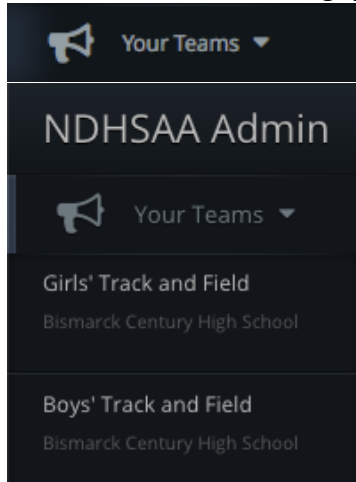 Your Teams
NDHSAA Admin
Your Teams
Girls' Track and Field
Bismarck Century High School
Boys' Track and Field
Bismarck Century High School